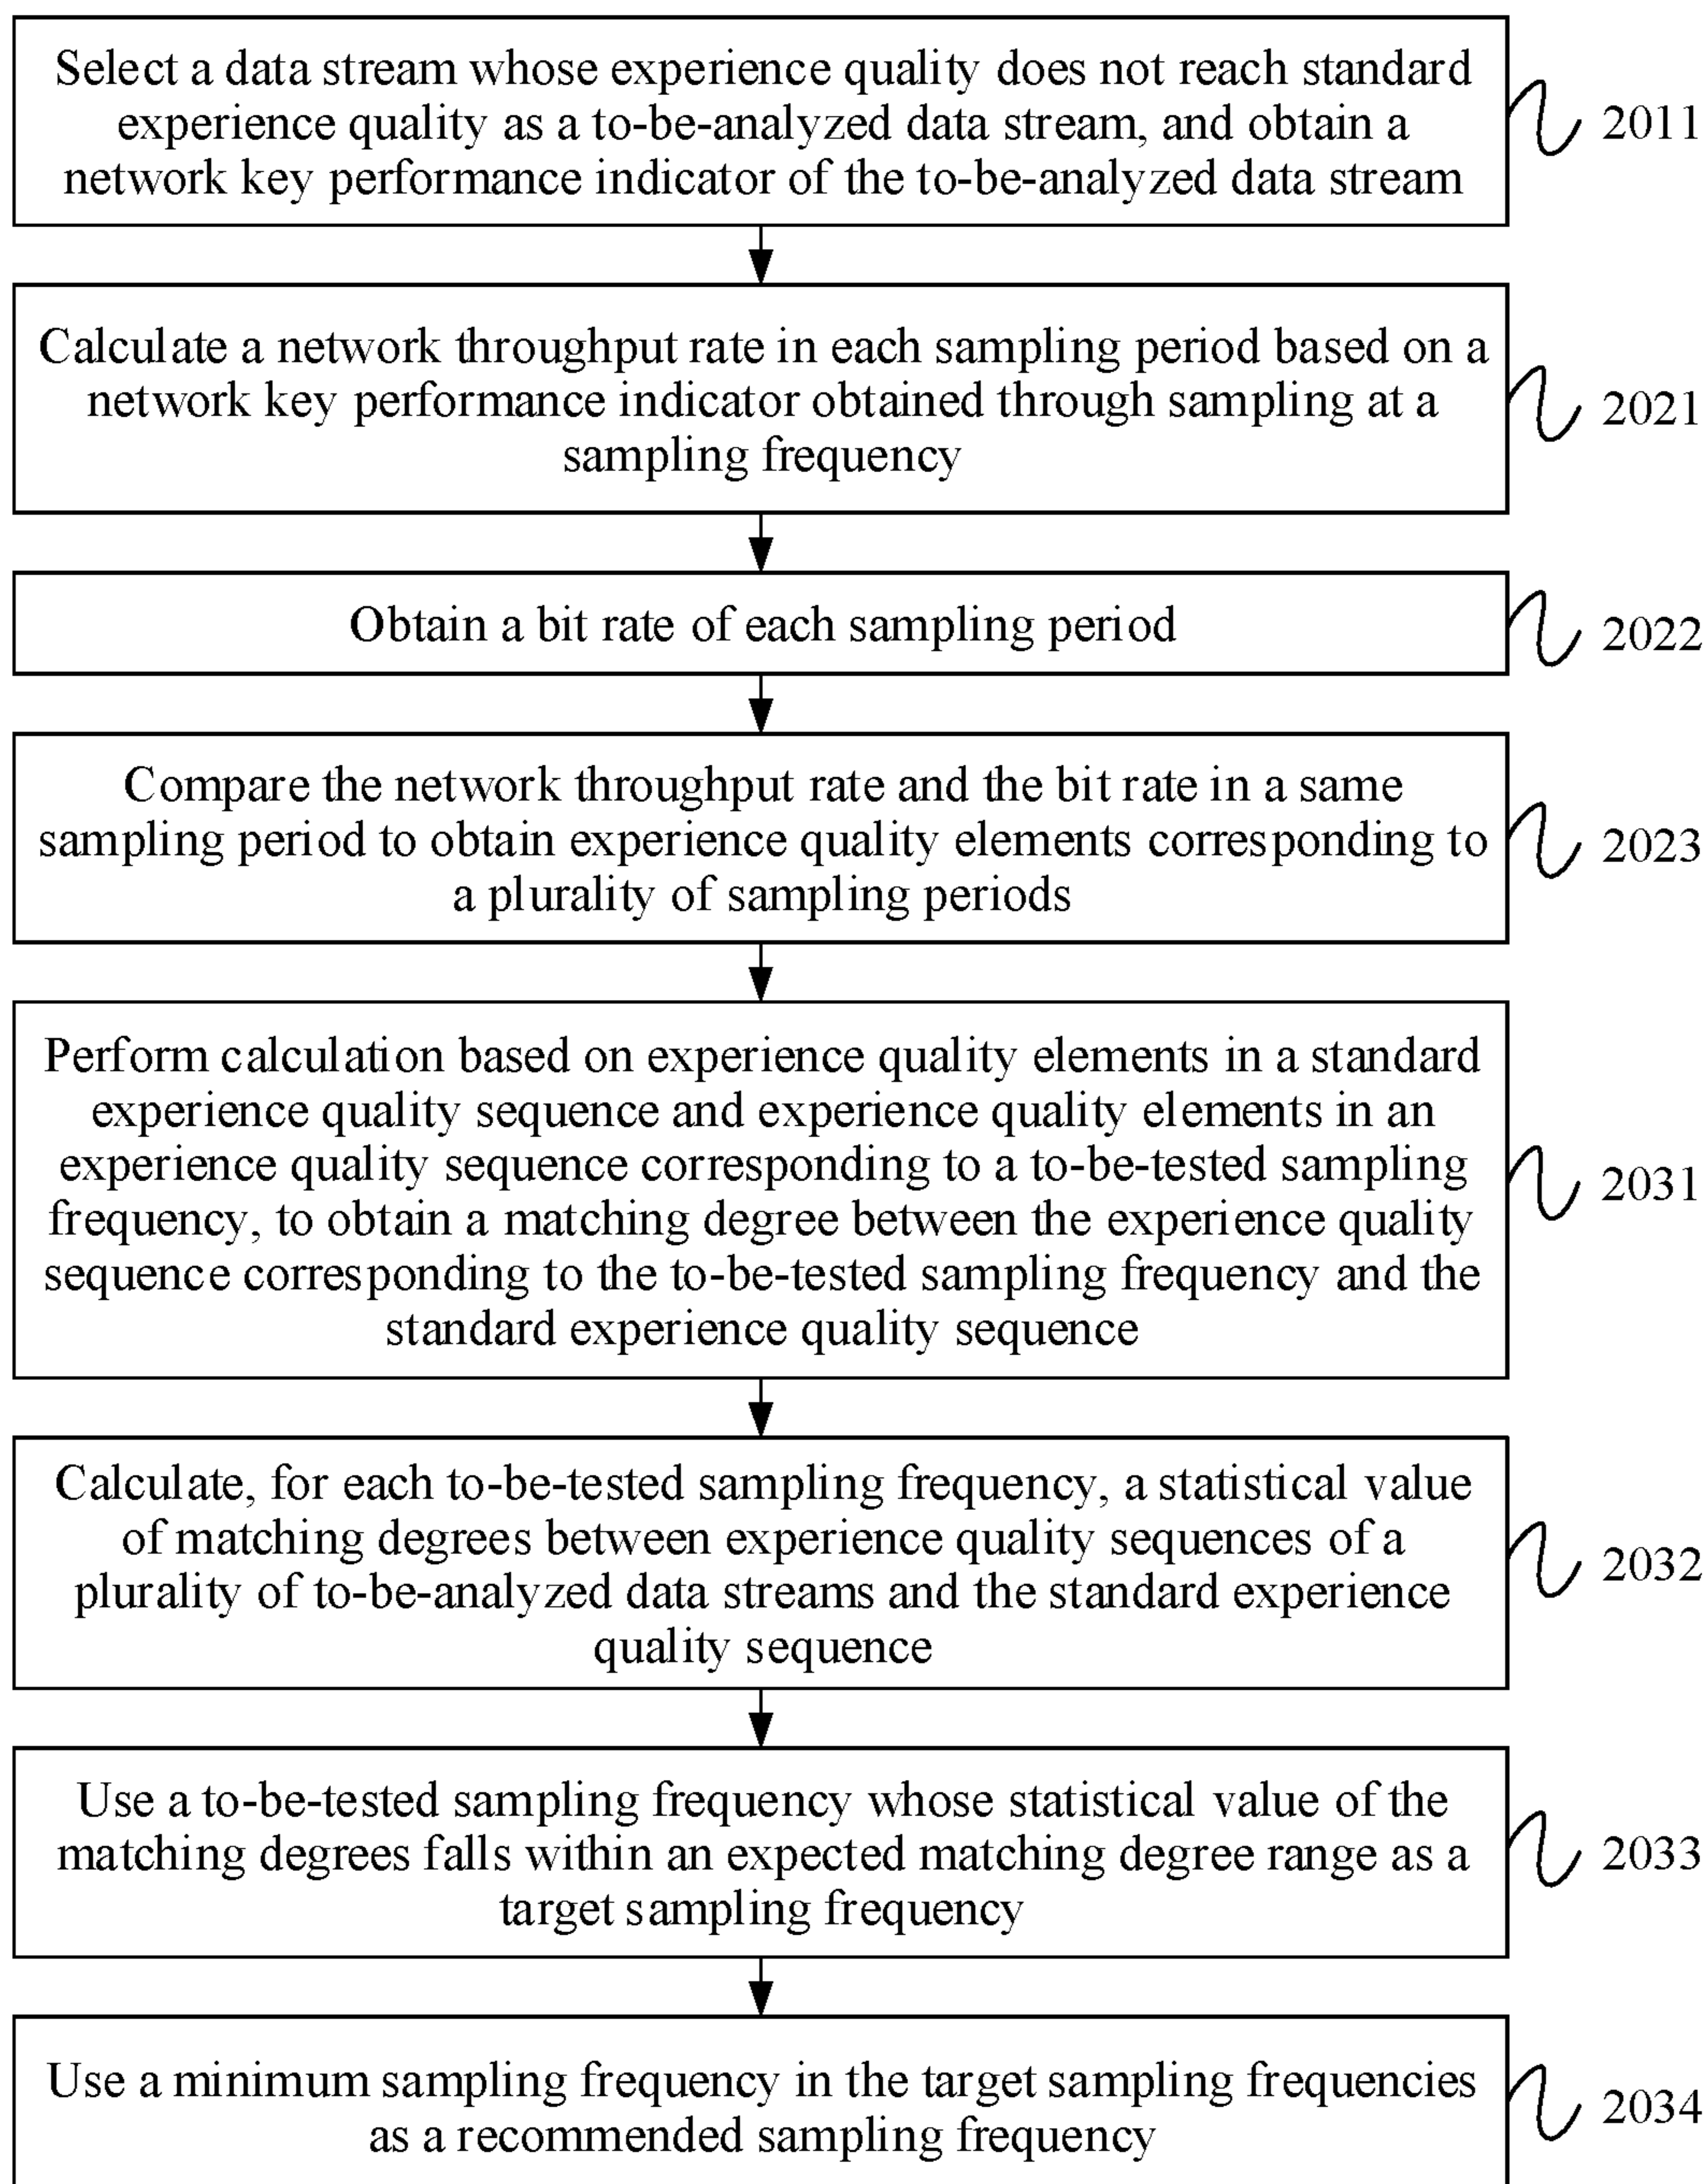 Select a data stream whose experience quality does not reach standard
experience quality as a to-be-analyzed data stream, and obtain a
network key performance indicator of the to-be-analyzed data stream
2011
Calculate a network throughput rate in each sampling period based on a
network key performance indicator obtained through sampling at a
sampling frequency
2021
Obtain a bit rate of each sampling period
2022
Compare the network throughput rate and the bit rate in a same
sampling period to obtain experience quality elements corresponding to
a plurality of sampling periods
2023
Perform calculation based on experience quality elements in a standard
experience quality sequence and experience quality elements in an
experience quality sequence corresponding to a to-be-tested sampling
frequency, to obtain a matching degree between the experience quality
sequence corresponding to the to-be-tested sampling frequency and the
standard experience quality sequence
2031
Calculate, for each to-be-tested sampling frequency, a statistical value
of matching degrees between experience quality sequences of a
plurality of to-be-analyzed data streams and the standard experience
quality sequence
2032
Use a to-be-tested sampling frequency whose statistical value of the
matching degrees falls within an expected matching degree range as a
target sampling frequency
2033
Use a minimum sampling frequency in the target sampling frequencies
as a recommended sampling frequency
2034